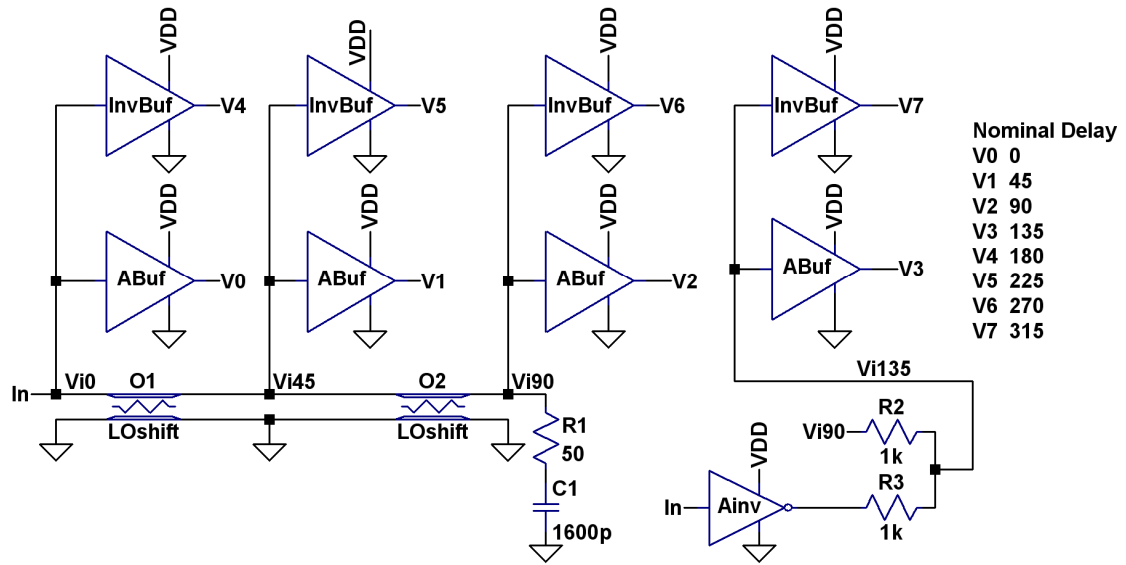 VDD
VDD
VDD
VDD
InvBuf
V4
InvBuf
V5
InvBuf
V6
InvBuf
V7
Nominal Delay
V0 0
V1 45
V2 90
V3 135
V4 180
V5 225
V6 270
V7 315
VDD
VDD
VDD
VDD
ABuf
V0
ABuf
V1
ABuf
V2
ABuf
V3
In
Vi0
O1
Vi45
O2
Vi90
Vi135
LOshift
LOshift
R1
50
C1
1600p
Vi90
R2
1k
VDD
In
Ainv
R3
1k